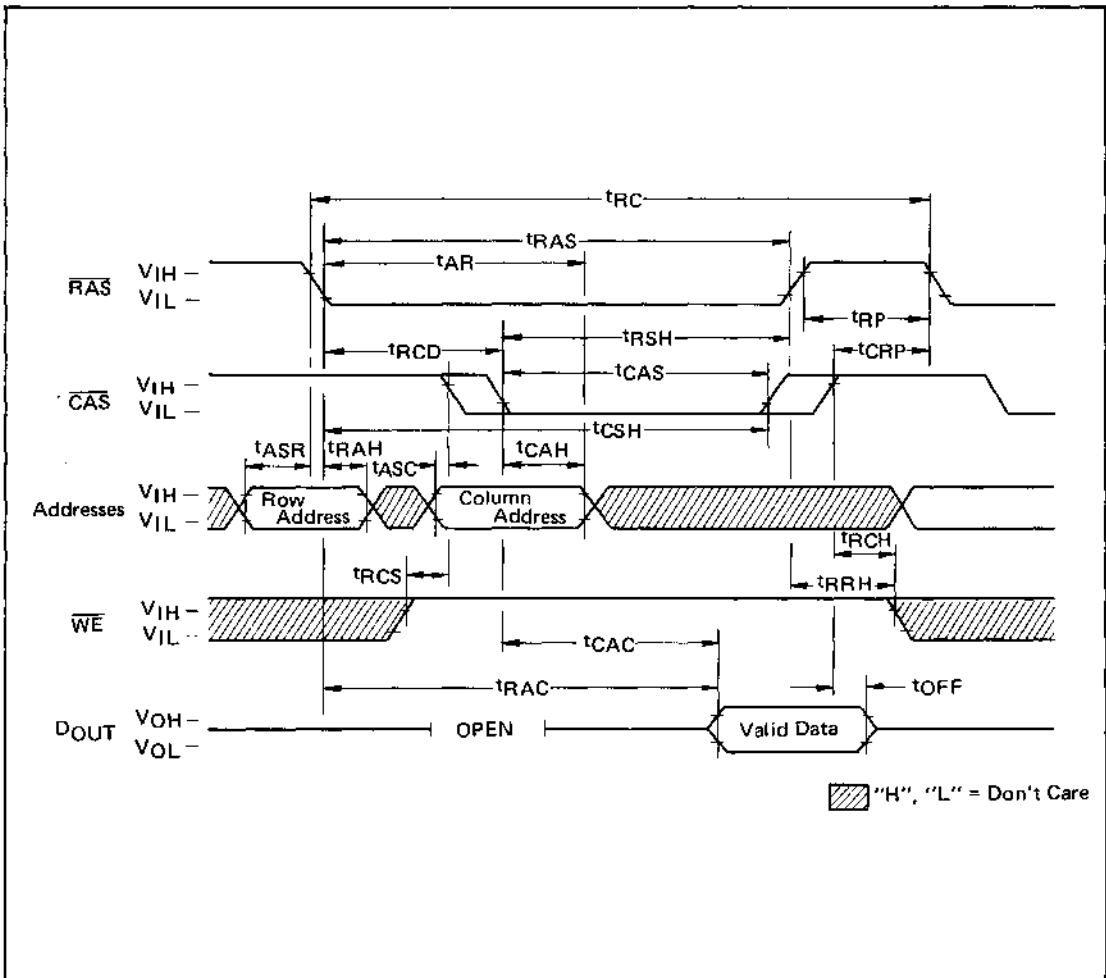 tRC
tRAS
tAR
RAS
VIH
VIL
tRP
tRSH
tRCD
tCRP
tCAS
CAS
VIH
VIL
tCSH
tASR
tRAH
tASC
tCAH
Addresses
VIH
VIL
Row
Address
Column
Address
tRCH
tRCS
tRRH
WE
VIH
VIL
tCAC
tRAC
tOFF
DOUT
VOH
VOL
OPEN
Valid Data
"H", "L" = Don't Care